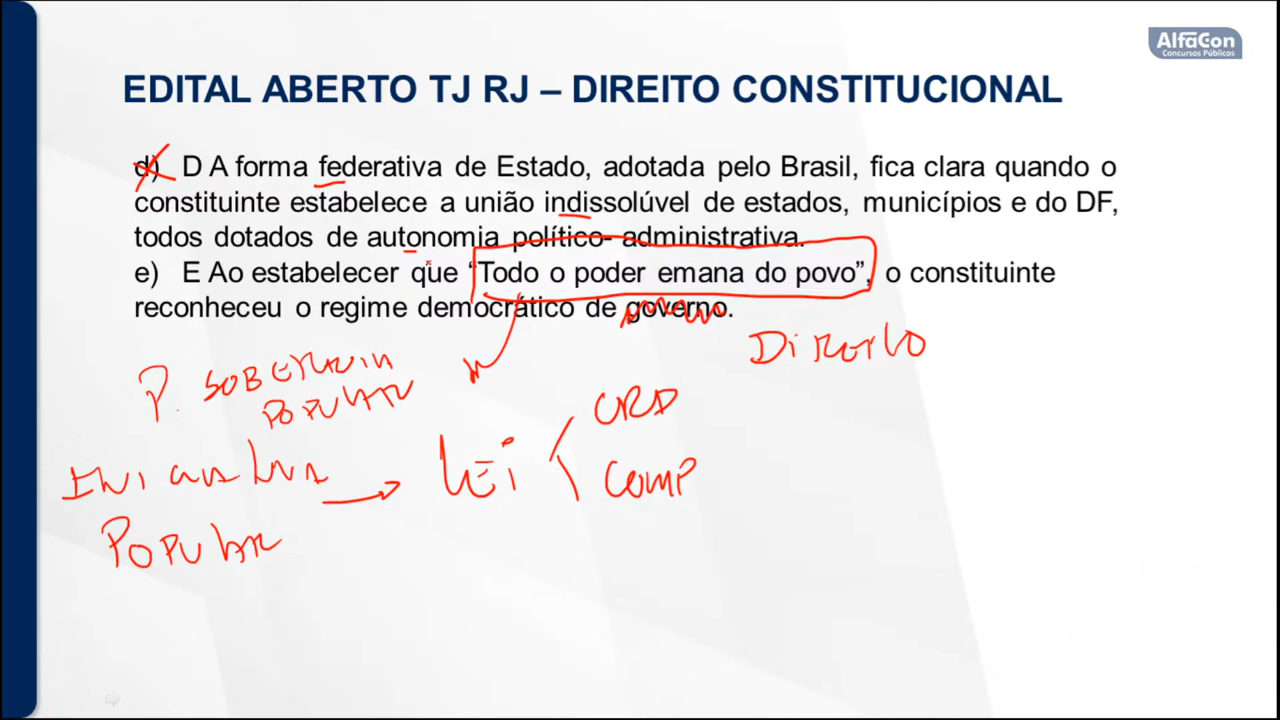 AlfaCon
Concursos Públicos
EDITAL ABERTO TJ RJ – DIREITO CONSTITUCIONAL
d) D A forma federativa de Estado, adotada pelo Brasil, fica clara quando o
constituinte estabelece a união indissolúvel de estados, municípios e do DF,
todos dotados de autonomia político- administrativa.
e) E Ao estabelecer que “Todo o poder emana do povo”, o constituinte
reconheceu o regime democrático de governo.
DiREITO
P. SOBERANIA
POPULAR
ORD
INICIATIVA → LEi
COMP
POPULAR